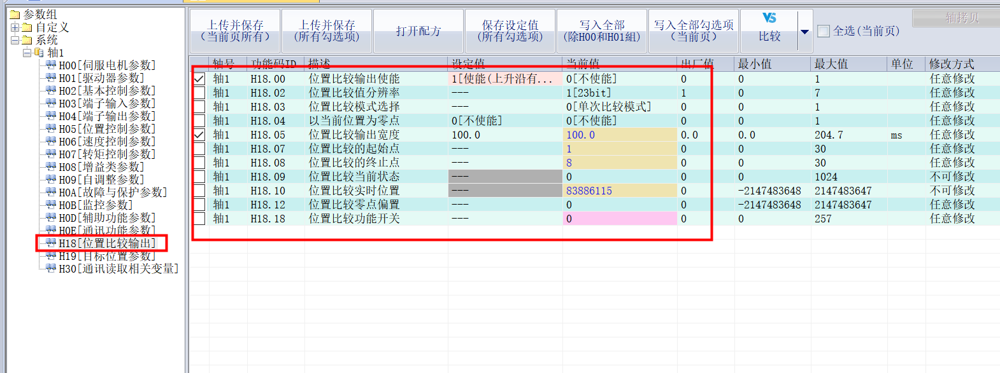 参数组
自定义
系统
轴1
H00[伺服电机参数]
H01[驱动器参数]
H02[基本控制参数]
H03[端子输入参数]
H04[端子输出参数]
H05[位置控制参数]
H06[速度控制参数]
H07[转矩控制参数]
H08[增益类参数]
H09[自调整参数]
H0A[故障与保护参数]
H0B[监控参数]
H0D[辅助功能参数]
H0E[通讯功能参数]
H18[位置比较输出]
H19[目标位置参数]
H30[通讯读取相关变量]
上传并保存
(当前页所有)
上传并保存
(所有勾选项)
打开配方
保存设定值
(所有勾选项)
写入全部
(除H00和H01組)
写入全部勾选项
(当前页)
VS
比较
全选(当前页)
轴拷贝
轴号 功能码ID 描述 设定值 当前值 出厂值 最小值 最大值 单位 修改方式
轴1 H18.00 位置比较输出使能 1[使能(上升沿有... 0[不使能] 0 0 1 任意修改
轴1 H18.02 位置比较值分辨率 --- 1[23bit] 1 0 7 任意修改
轴1 H18.03 位置比较模式选择 --- 0[单次比较模式] 0 0 1 任意修改
轴1 H18.04 以当前位置为零点 0[不使能] 0[不使能] 0 0 1 任意修改
轴1 H18.05 位置比较输出宽度 100.0 100.0 0.0 0.0 204.7 ms 任意修改
轴1 H18.07 位置比较的起始点 --- 1 0 0 30 任意修改
轴1 H18.08 位置比较的终止点 --- 8 0 0 30 任意修改
轴1 H18.09 位置比较当前状态 --- 0 0 0 1024 不可修改
轴1 H18.10 位置比较实时位置 --- 83886115 0 -2147483648 2147483647 不可修改
轴1 H18.12 位置比较零点偏置 --- 0 0 -2147483648 2147483647 任意修改
轴1 H18.18 位置比较功能开关 --- 0 0 0 257 任意修改